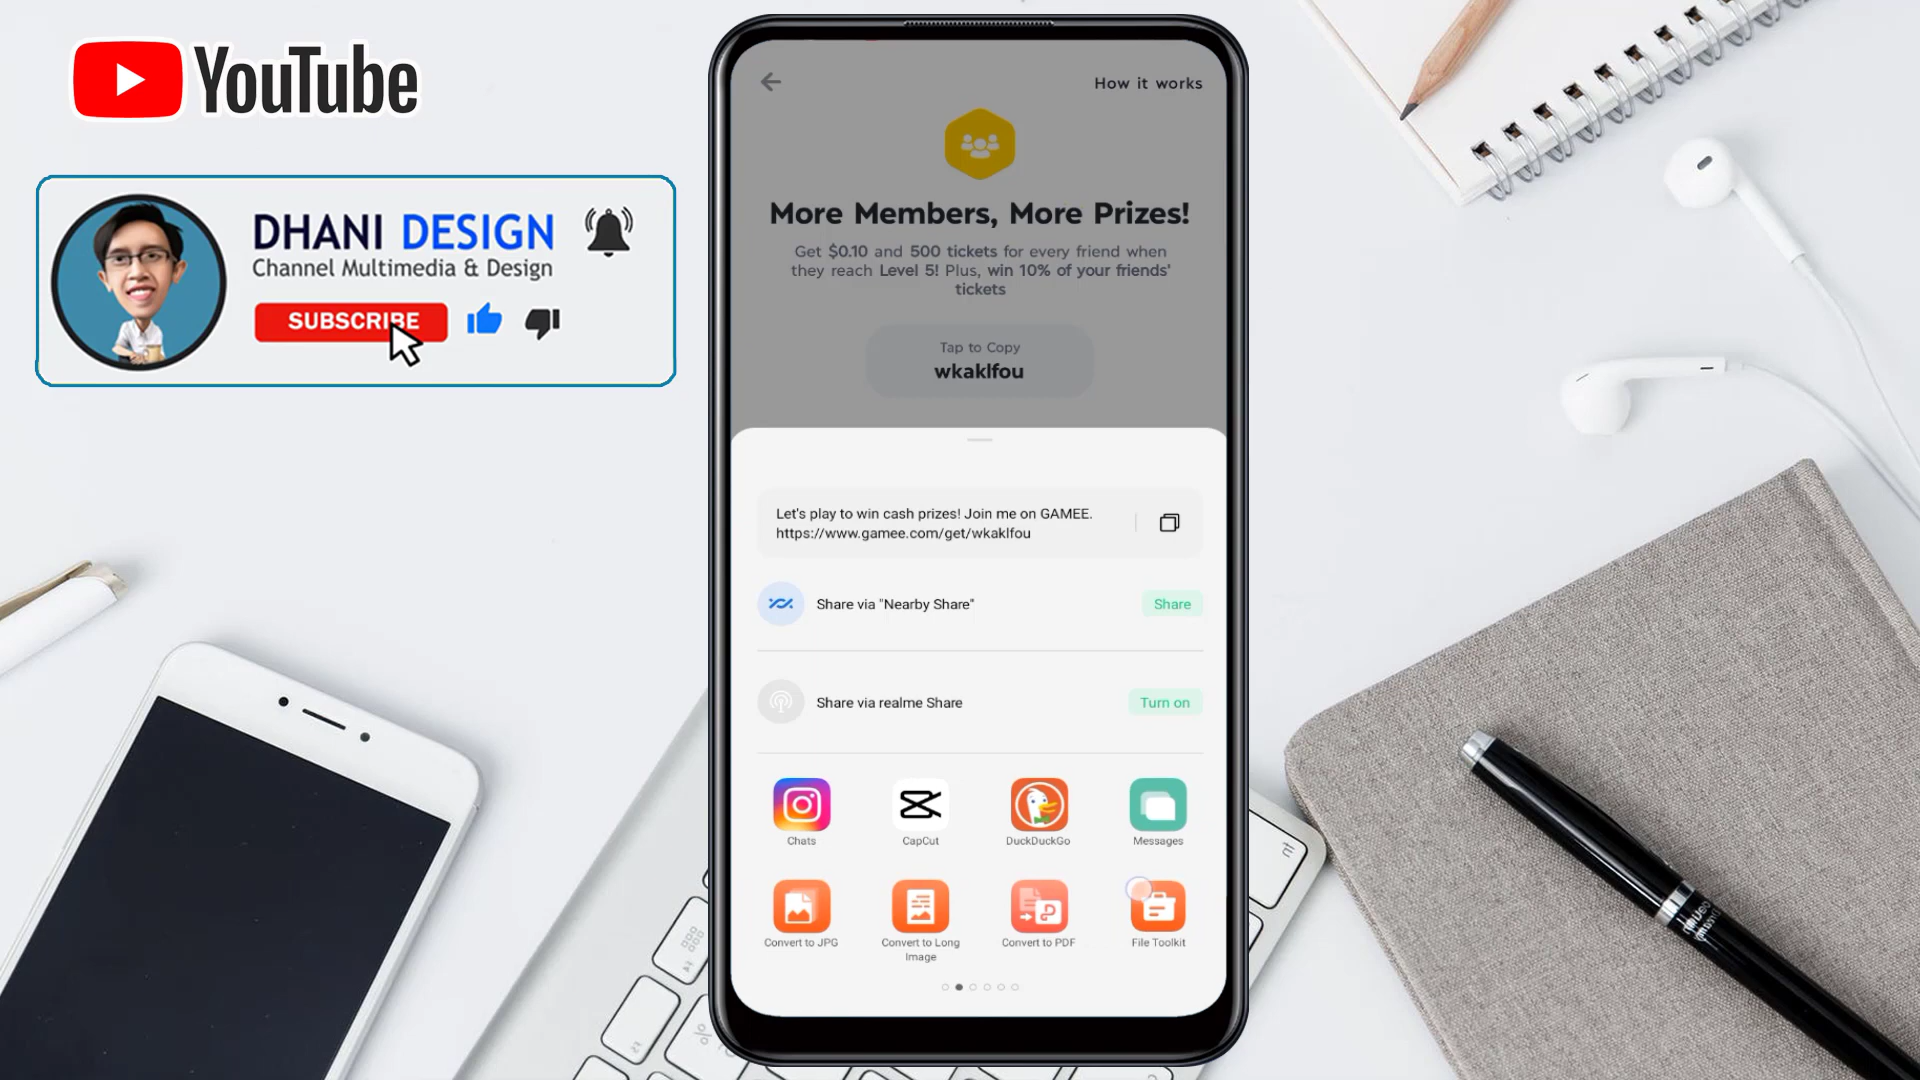 YouTube
DHANI DESIGN
Channel Multimedia & Design
SUBSCRIBE
How it works
More Members, More Prizes!
Get $0.10 and 500 tickets for every friend when
they reach Level 5! Plus, win 10% of your friends'
tickets
Tap to Copy
wkaklfou
Let's play to win cash prizes! Join me on GAMEE.
https://www.gamee.com/get/wkaklfou
Share via "Nearby Share"
Share
Share via realme Share
Turn on
Chats
CapCut
DuckDuckGo
Messages
Convert to JPG
Convert to Long
Image
Convert to PDF
File Toolkit